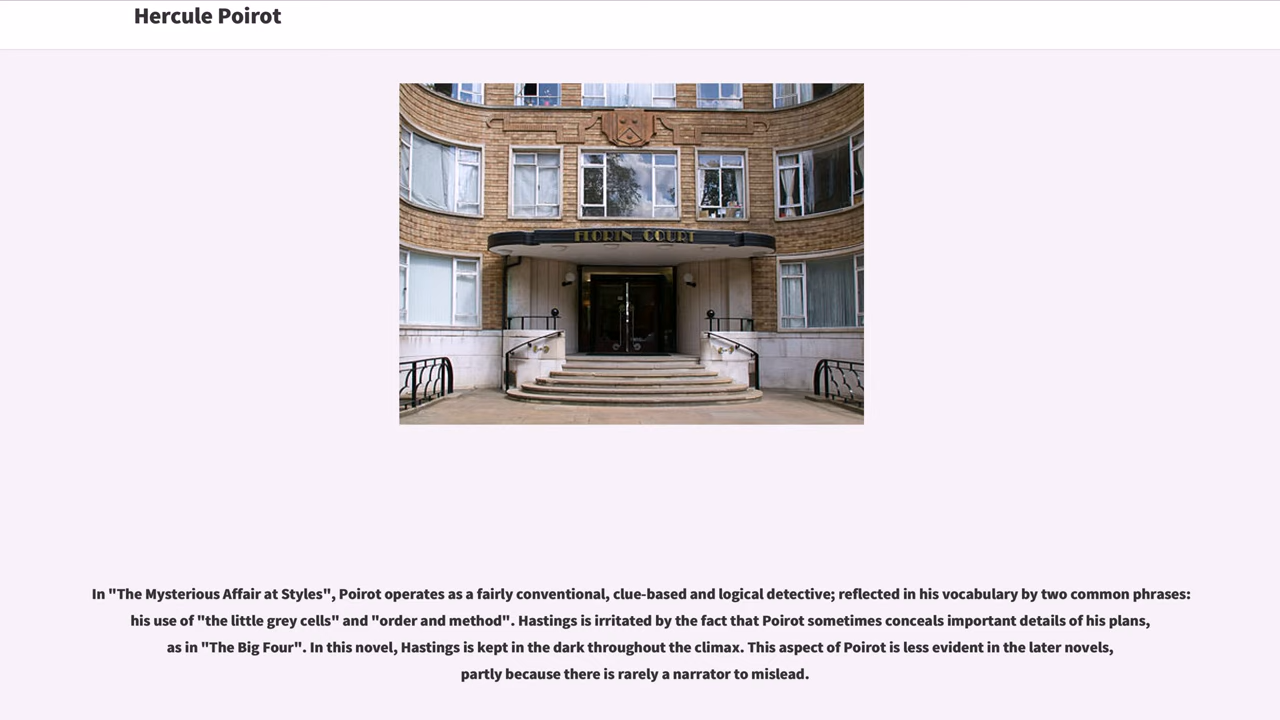 Hercule Poirot
FLORIN COURT
In "The Mysterious Affair at Styles", Poirot operates as a fairly conventional, clue-based and logical detective; reflected in his vocabulary by two common phrases:
his use of "the little grey cells" and "order and method". Hastings is irritated by the fact that Poirot sometimes conceals important details of his plans,
as in "The Big Four". In this novel, Hastings is kept in the dark throughout the climax. This aspect of Poirot is less evident in the later novels,
partly because there is rarely a narrator to mislead.